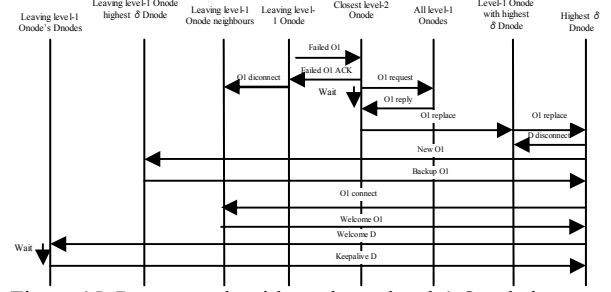 Leaving level-1
Onode's Dnodes
Leaving level-1 Onode
highest δ Dnode
Leaving level-1
Onode neighbours
Leaving level-
1 Onode
Closest level-2
Onode
All level-1
Onodes
Level-1 Onode
with highest
δ Dnode
Highest δ
Dnode
Failed O1
Failed O1 ACK
O1 diconnect
O1 request
Wait
O1 reply
O1 replace
O1 replace
D disconnect
New O1
Backup O1
O1 connect
Welcome O1
Welcome D
Wait
Keepalive D